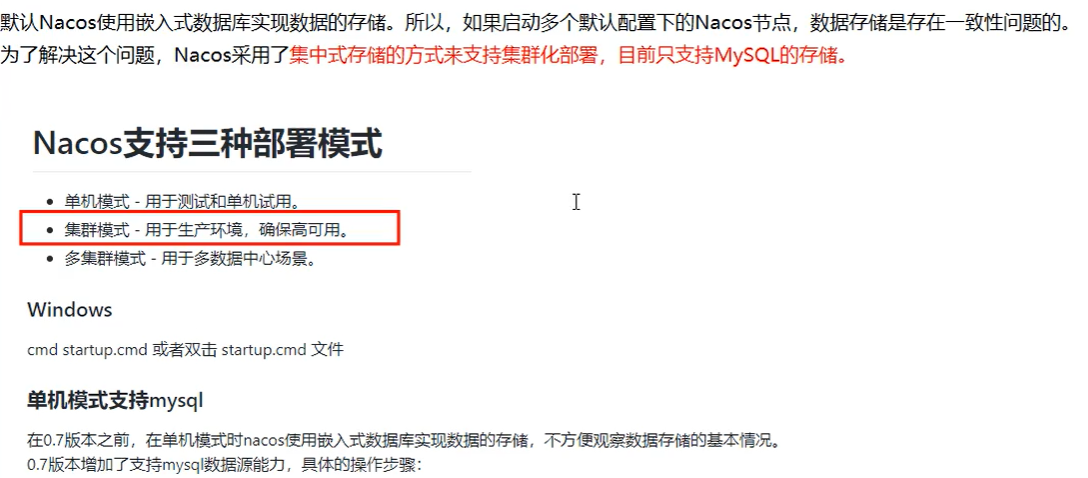 默认Nacos使用嵌入式数据库实现数据的存储。所以，如果启动多个默认配置下的Nacos节点，数据存储是存在一致性问题的。
为了解决这个问题，Nacos采用了集中式存储的方式来支持集群化部署，目前只支持MySQL的存储。
Nacos支持三种部署模式
• 单机模式 - 用于测试和单机试用。
• 集群模式 - 用于生产环境，确保高可用。
• 多集群模式 - 用于多数据中心场景。
Windows
cmd startup.cmd 或者双击 startup.cmd 文件
单机模式支持mysql
在0.7版本之前，在单机模式时nacos使用嵌入式数据库实现数据的存储，不方便观察数据存储的基本情况。
0.7版本增加了支持mysql数据源能力，具体的操作步骤：